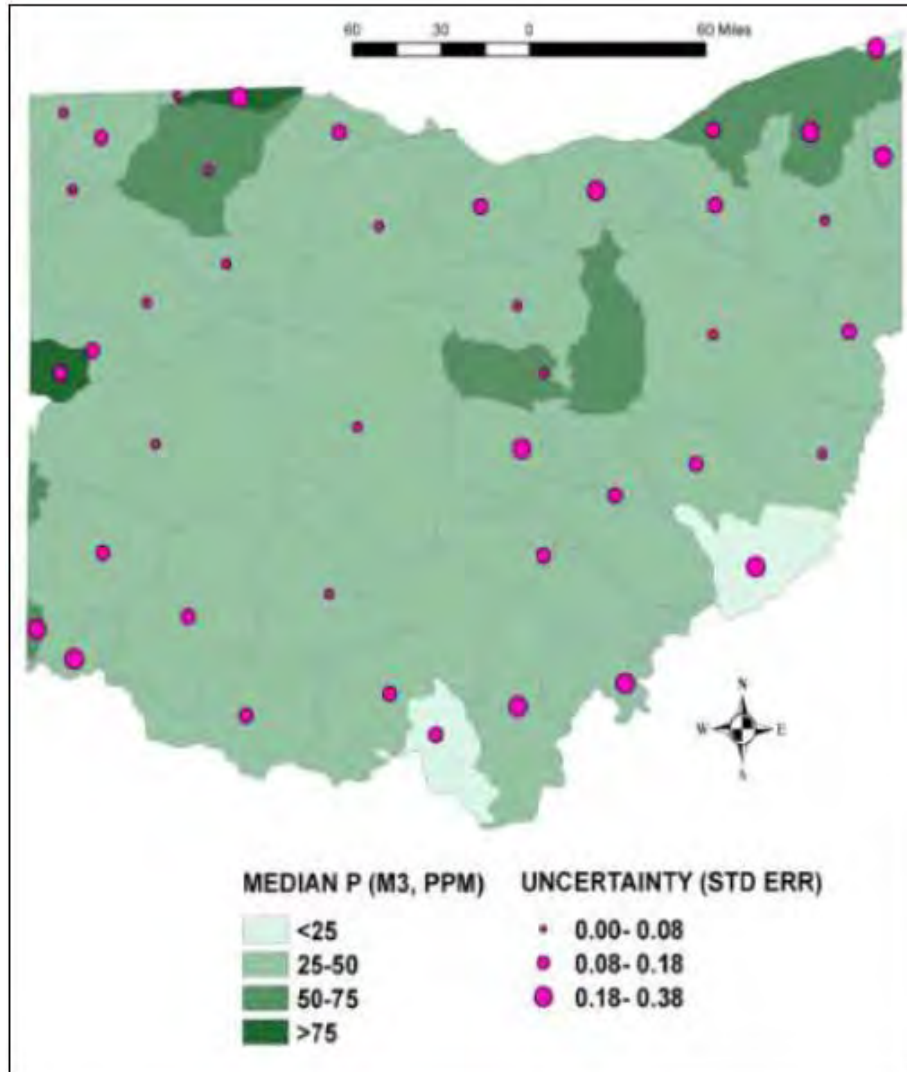 60 30 0 60 Miles
N
W E
MEDIAN P (M3, PPM)
<25
25-50
50-75
>75
UNCERTAINTY (STD ERR)
0.00- 0.08
0.08- 0.18
0.18- 0.38